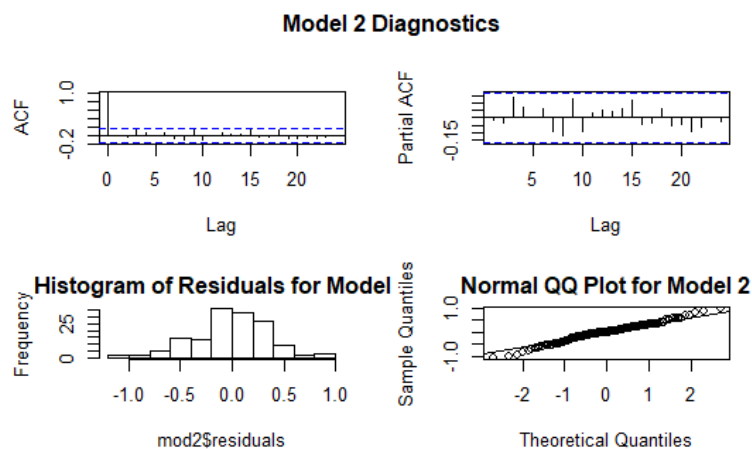 Model 2 Diagnostics
ACF
1.0
-0.2
0 5 10 15 20
Lag
Partial ACF
-0.15
5 10 15 20
Lag
Histogram of Residuals for Model
Frequency
25
0
-1.0 -0.5 0.0 0.5 1.0
mod2$residuals
Normal QQ Plot for Model 2
Sample Quantiles
1.0
-1.0
-2 -1 0 1 2
Theoretical Quantiles